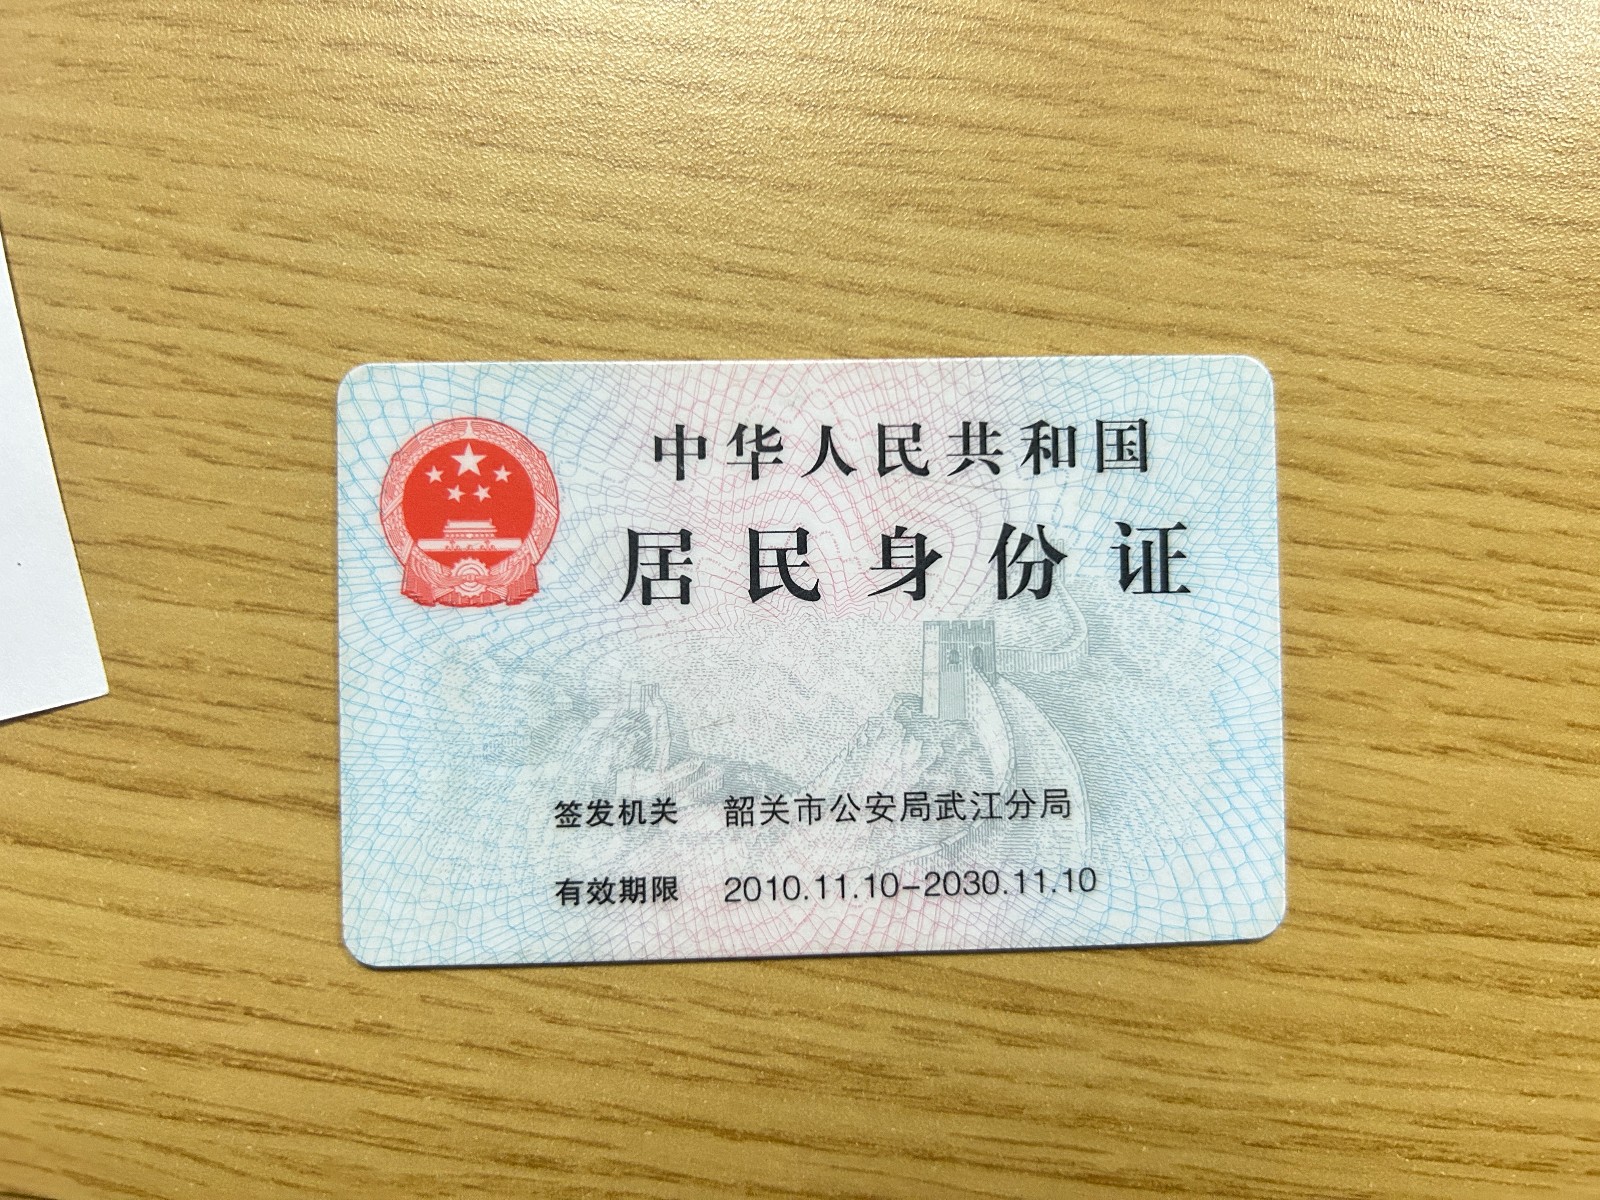 中华人民共和国
居民身份证
签发机关 韶关市公安局武江分局
有效期限 2010.11.10-2030.11.10